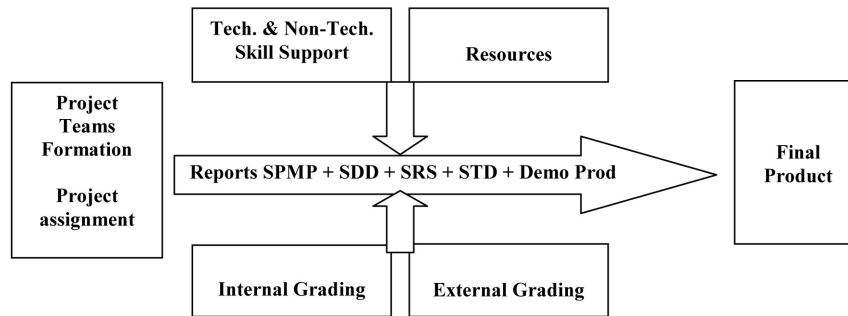 Tech. & Non-Tech.
Skill Support
Resources
Project
Teams
Formation
Project
assignment
Reports SPMP + SDD + SRS + STD + Demo Prod
Final
Product
Internal Grading
External Grading